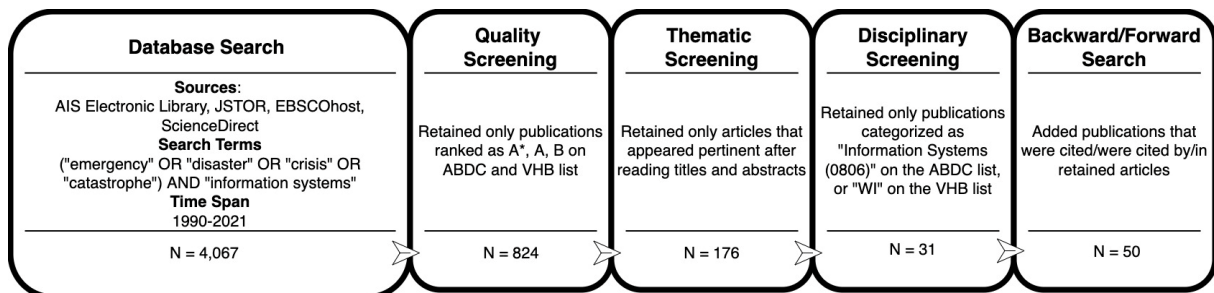 Database Search
Sources:
AIS Electronic Library, JSTOR, EBSCOhost,
ScienceDirect
Search Terms
("emergency" OR "disaster" OR "crisis" OR
"catastrophe") AND "information systems"
Time Span
1990-2021
N = 4,067
Quality
Screening
Retained only publications
ranked as A*, A, B on
ABDC and VHB list
N = 824
Thematic
Screening
Retained only articles that
appeared pertinent after
reading titles and abstracts
N = 176
Disciplinary
Screening
Retained only publications
categorized as
"Information Systems
(0806)" on the ABDC list,
or "WI" on the VHB list
N = 31
Backward/Forward
Search
Added publications that
were cited/were cited by/in
retained articles
N = 50